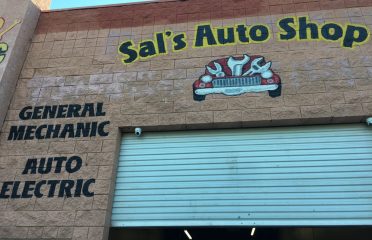 Sal's Auto Shop
GENERAL
MECHANIC
AUTO
ELECTRIC